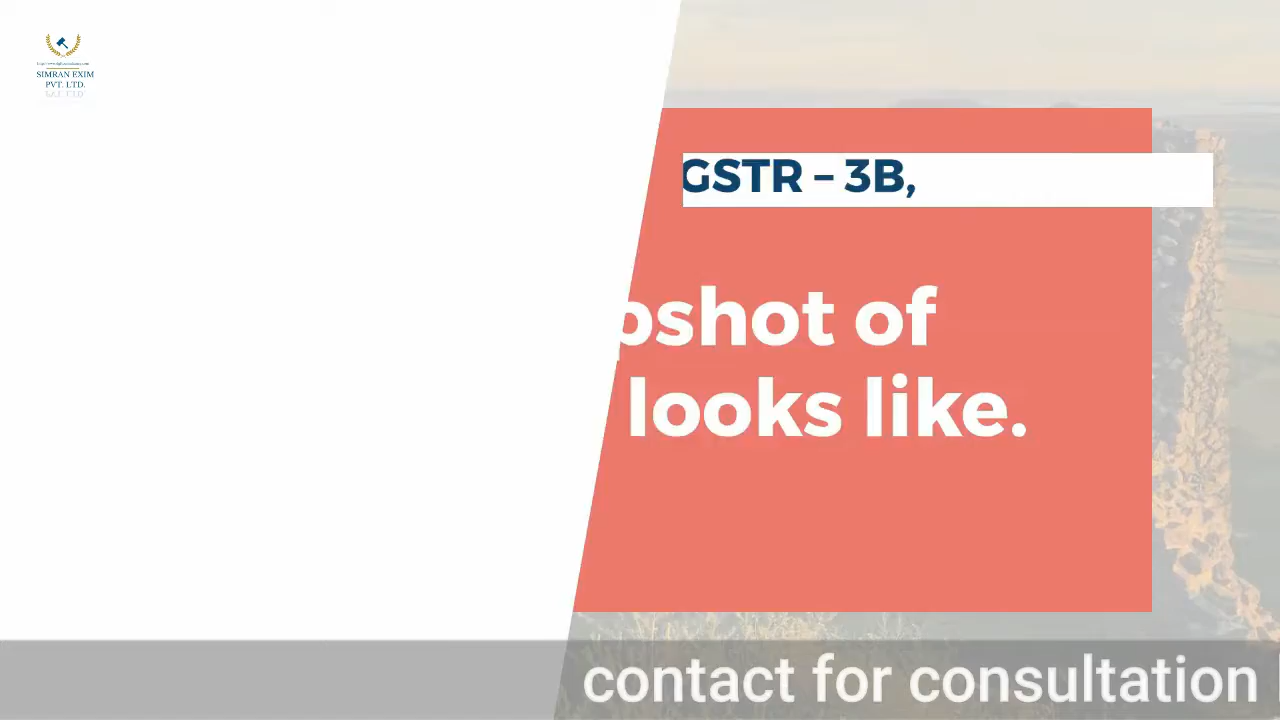 SIMRAN EXIM
PVT. LTD.
GSTR – 3B,
pshot of
looks like.
contact for consultation